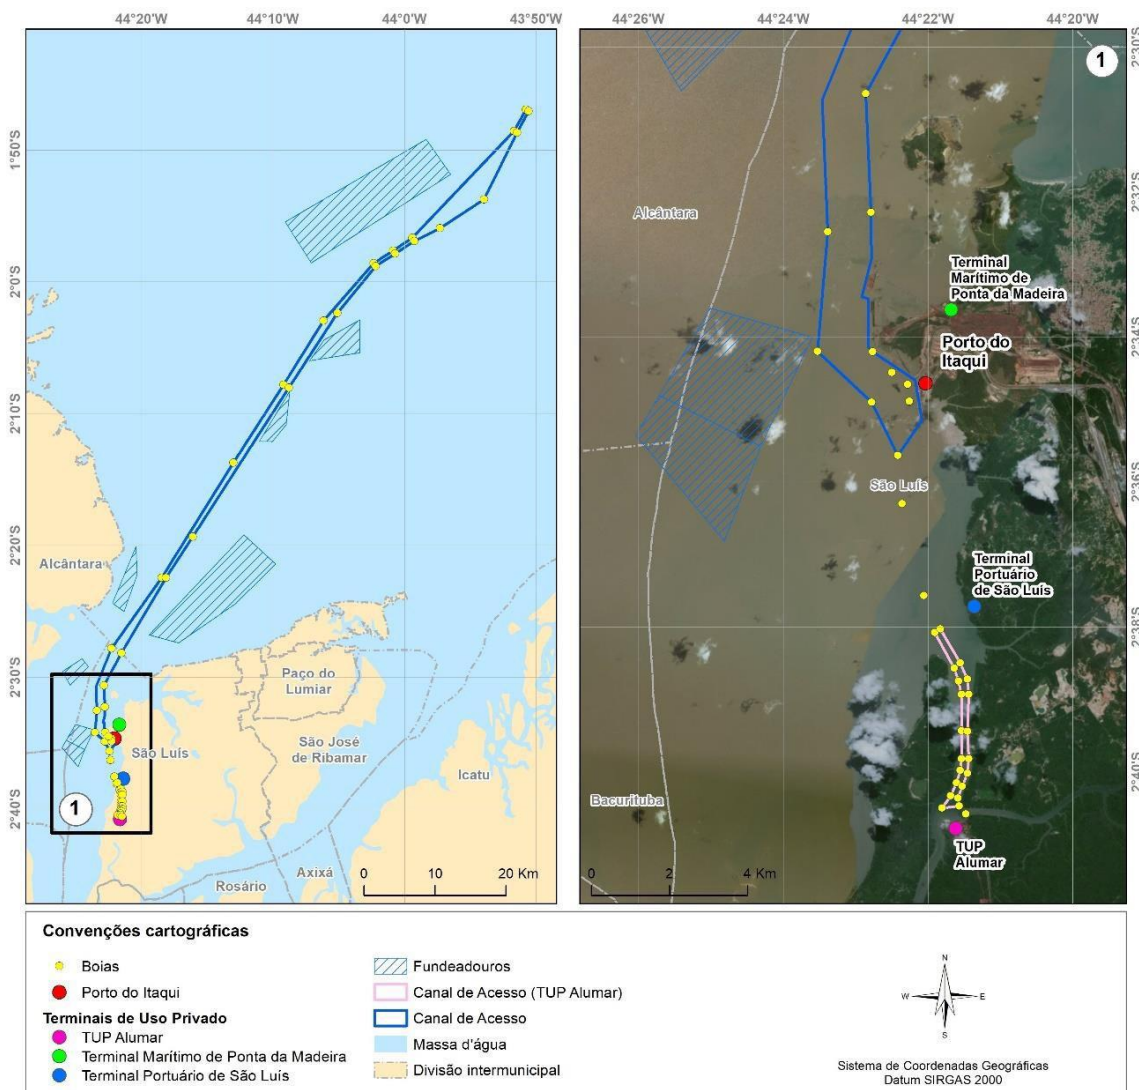 44°20'W
44°10'W
44°0'W
43°50'W
44°26'W
44°24'W
44°22'W
44°20'W
1°50'S
2°0'S
2°10'S
2°20'S
2°30'S
2°40'S
Alcântara
Paço do
Lumiar
São Luís
São José
de Ribamar
Icatu
1
Axixá
Rosário
0
10
20 Km
1
2°30'S
2°32'S
2°34'S
2°36'S
2°38'S
2°40'S
Alcântara
Terminal
Marítimo de
Ponta da Madeira
Porto do
Itaqui
São Luís
Terminal
Portuário
de São Luís
Bacurituba
TUP
Alumar
0
2
4 Km
Convenções cartográficas
Boias
Porto do Itaqui
Terminais de Uso Privado
TUP Alumar
Terminal Marítimo de Ponta da Madeira
Terminal Portuário de São Luís
Fundeadouros
Canal de Acesso (TUP Alumar)
Canal de Acesso
Massa d'água
Divisão intermunicipal
N
W
E
S
Sistema de Coordenadas Geográficas
Datum SIRGAS 2000